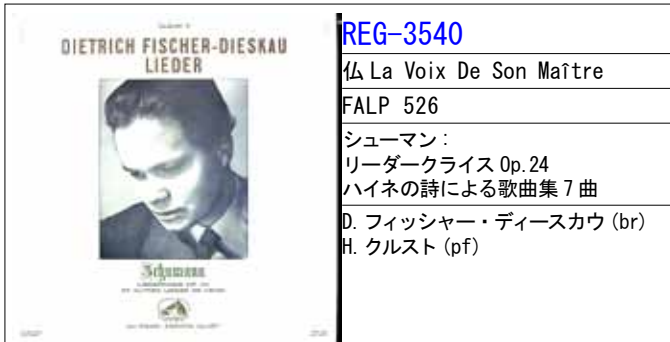 DIETRICH FISCHER-DIESKAU
LIEDER
Schumann
REG-3540
仏 La Voix De Son Maître
FALP 526
シューマン：
リーダークライス Op.24
ハイネの詩による歌曲集 7 曲
D. フィッシャー・ディースカウ (br)
H. クルスト (pf)